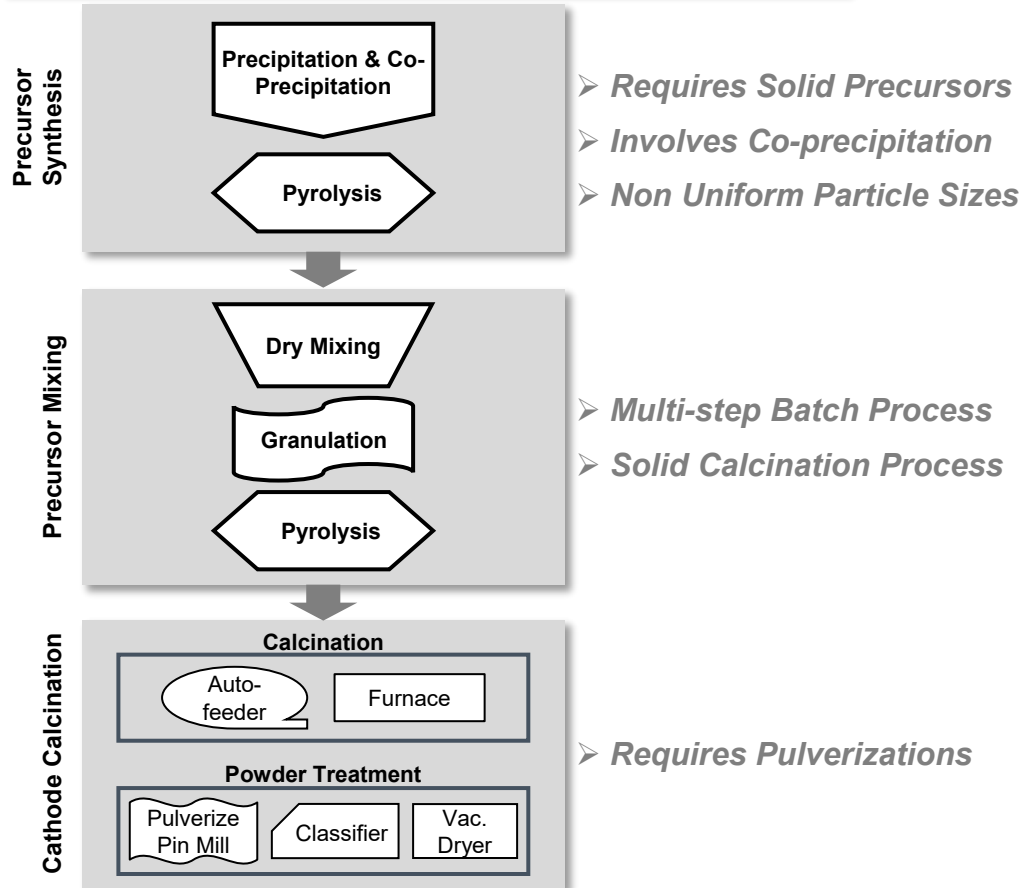 Precursor
Synthesis
Precipitation & Co-
Precipitation
Pyrolysis
➢ Requires Solid Precursors
➢ Involves Co-precipitation
➢ Non Uniform Particle Sizes
Precursor Mixing
Dry Mixing
Granulation
Pyrolysis
➢ Multi-step Batch Process
➢ Solid Calcination Process
Cathode Calcination
Calcination
Auto-
feeder
Furnace
Powder Treatment
Pulverize
Pin Mill
Classifier
Vac.
Dryer
➢ Requires Pulverizations